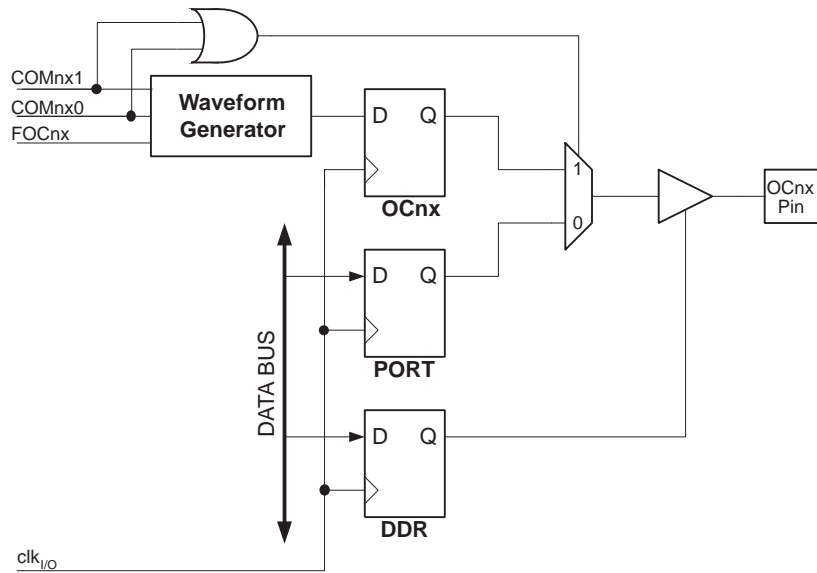 COMnx1
COMnx0
FOCnx
Waveform
Generator
D Q
OCnx
1
0
OCnx
Pin
D Q
PORT
D Q
DDR
DATA BUS
clkI/O